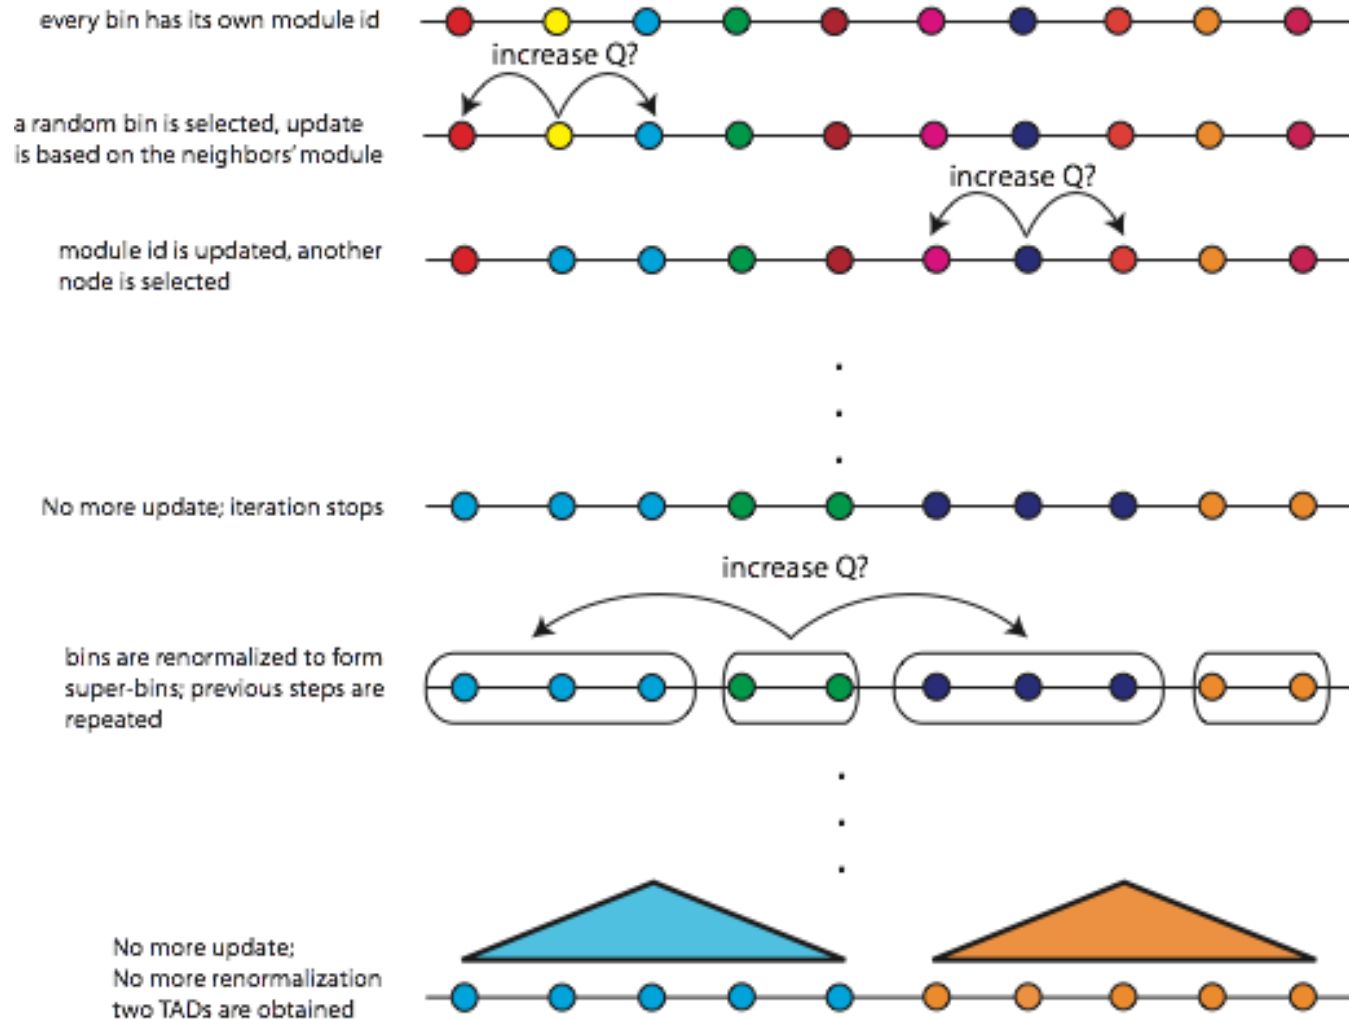 every bin has its own module id
increase Q?
a random bin is selected, update
is based on the neighbors' module
increase Q?
module id is updated, another
node is selected
No more update; iteration stops
increase Q?
bins are renormalized to form
super-bins; previous steps are
repeated
No more update;
No more renormalization
two TADs are obtained